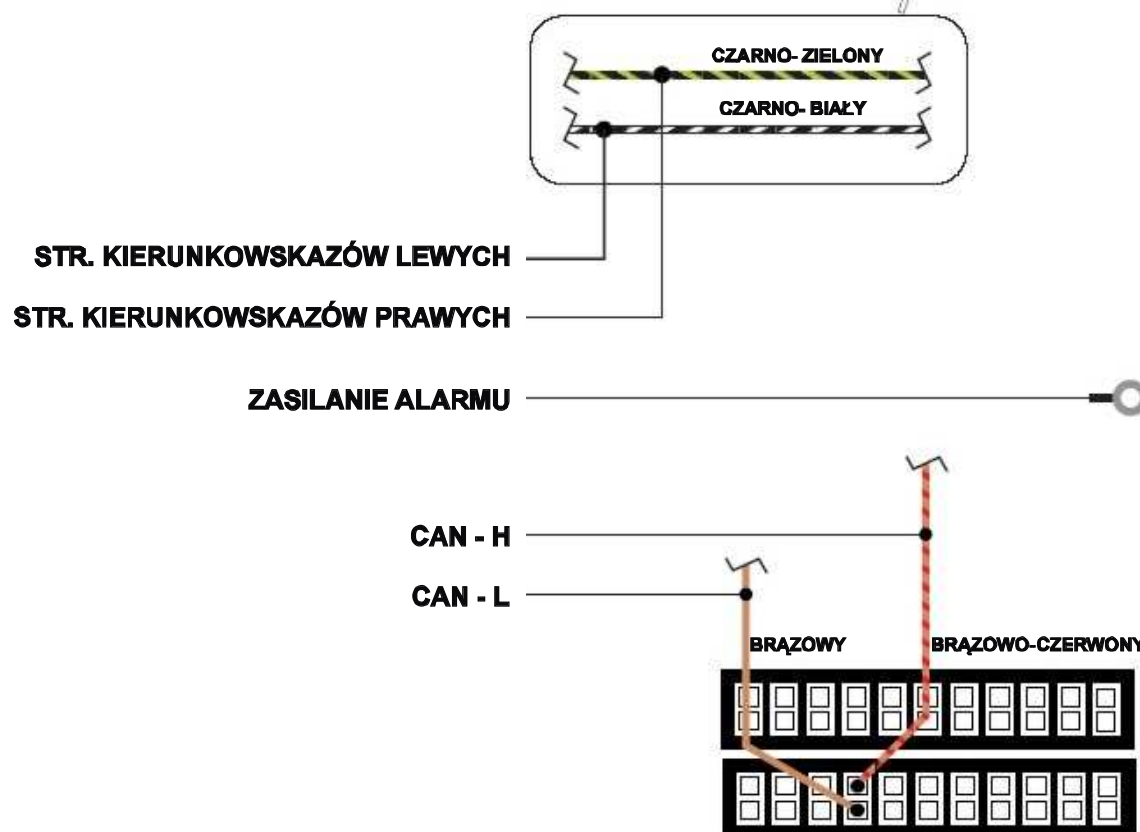 CZARNO- ZIELONY
CZARNO- BIAŁY
STR. KIERUNKOWSKAZÓW LEWYCH
STR. KIERUNKOWSKAZÓW PRAWYCH
ZASILANIE ALARMU
CAN - H
CAN - L
BRĄZOWY
BRĄZOWO-CZERWONY